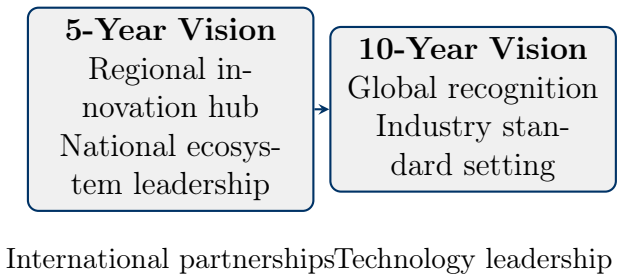 5-Year Vision
Regional in-
novation hub
National ecosys-
tem leadership
10-Year Vision
Global recognition
Industry stan-
dard setting
International partnershipsTechnology leadership